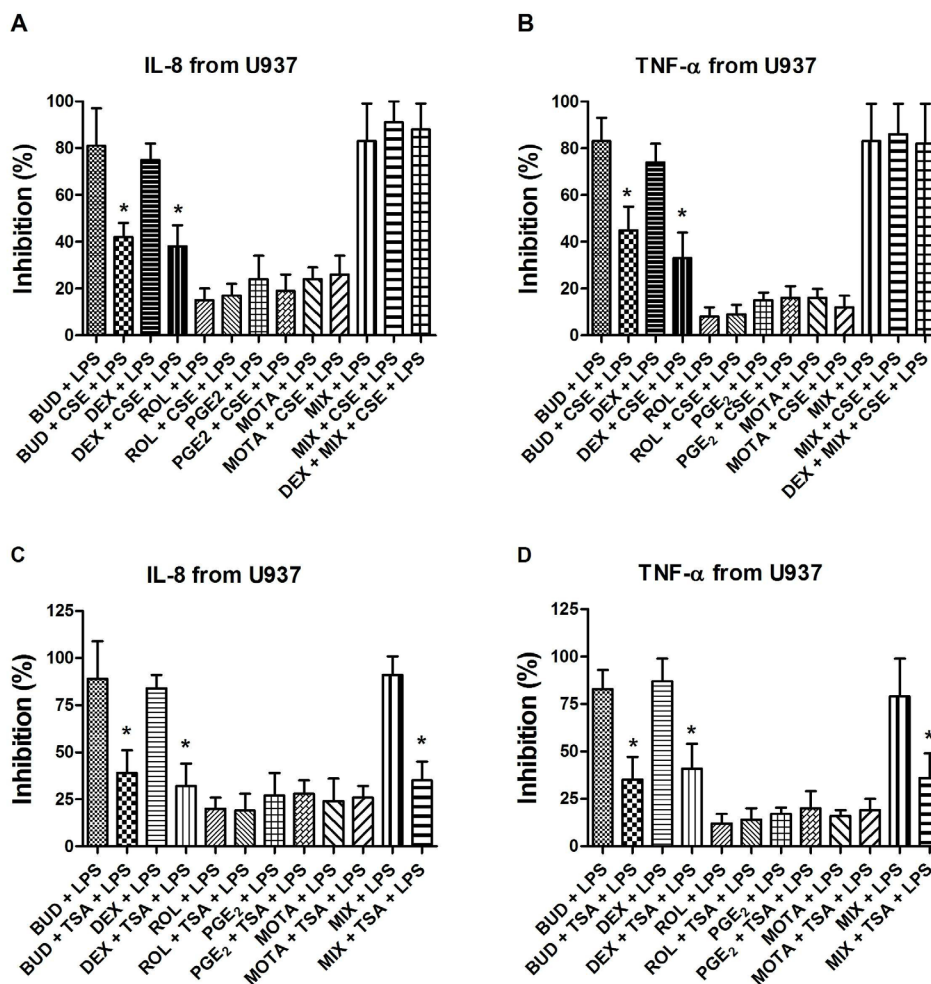 A
IL-8 from U937
Inhibition (%)
100
80
60
40
20
0
*
*
BUD + LPS
BUD + CSE + LPS
DEX + LPS
DEX + CSE + LPS
ROL + LPS
ROL + CSE + LPS
PGE2 + LPS
PGE2 + CSE + LPS
MOTA + LPS
MOTA + CSE + LPS
MIX + LPS
MIX + CSE + LPS
DEX + MIX + CSE + LPS
B
TNF-α from U937
Inhibition (%)
100
80
60
40
20
0
*
*
BUD + LPS
BUD + CSE + LPS
DEX + LPS
DEX + CSE + LPS
ROL + LPS
ROL + CSE + LPS
PGE₂ + LPS
PGE₂ + CSE + LPS
MOTA + LPS
MOTA + CSE + LPS
MIX + LPS
MIX + CSE + LPS
DEX + MIX + CSE + LPS
C
IL-8 from U937
Inhibition (%)
125
100
75
50
25
0
*
*
*
BUD + LPS
BUD + TSA + LPS
DEX + LPS
DEX + TSA + LPS
ROL + LPS
ROL + TSA + LPS
PGE₂ + LPS
PGE₂ + TSA + LPS
MOTA + LPS
MOTA + TSA + LPS
MIX + LPS
MIX + TSA + LPS
D
TNF-α from U937
Inhibition (%)
125
100
75
50
25
0
*
*
*
BUD + LPS
BUD + TSA + LPS
DEX + LPS
DEX + TSA + LPS
ROL + LPS
ROL + TSA + LPS
PGE₂ + LPS
PGE₂ + TSA + LPS
MOTA + LPS
MOTA + TSA + LPS
MIX + LPS
MIX + TSA + LPS